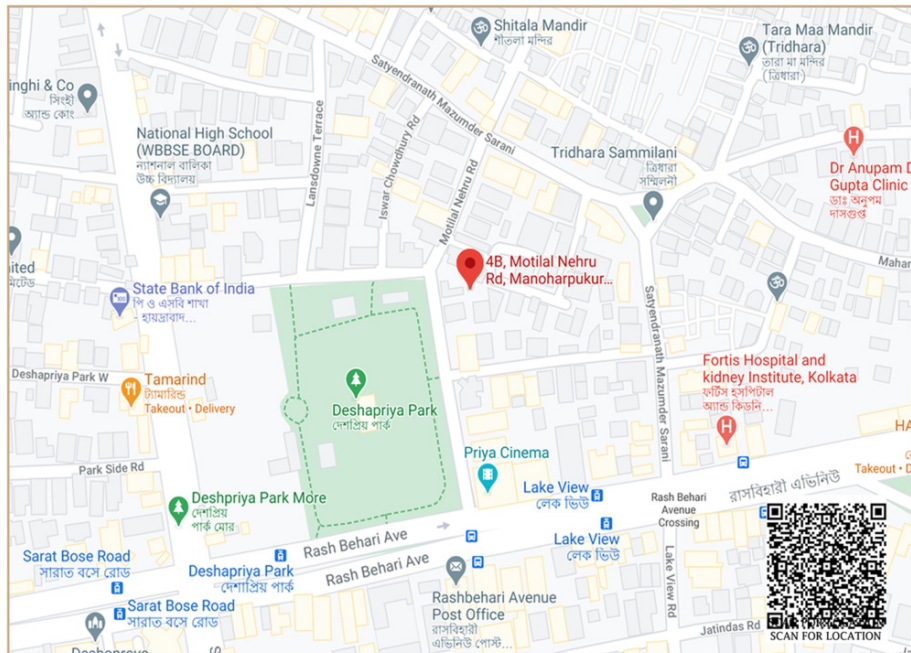 Shitala Mandir
শীতলা মন্দির
Tara Maa Mandir
(Tridhara)
তারা মা মন্দির
(ত্রিধারা)
inghi & Co
সিংহী
অ্যান্ড কোং
Satyendranath Mazumder Sarani
National High School
(WBBSE BOARD)
ন্যাশনাল বালিকা
উচ্চ বিদ্যালয়
Lansdowne Terrace
Iswar Chowdhury Rd
Motilal Nehru Rd
Tridhara Sammilani
ত্রিধারা
সম্মিলনী
Dr Anupam D
Gupta Clinic
ডাঃ অনুপম
দাসগুপ্ত
4B, Motilal Nehru
Rd, Manoharpukur...
Mahar
ited
মিটেড
State Bank of India
পি ও এসবি শাখা
- হায়দ্রাবাদ...
Satyendranath Mazumder Sarani
Deshapriya Park W
Tamarind
ট্যামারিন্ড
Takeout • Delivery
Deshapriya Park
দেশপ্রিয় পার্ক
Fortis Hospital and
kidney Institute, Kolkata
ফর্টিস হসপিটাল
অ্যান্ড কিডনি...
Priya Cinema
HA
Takeout • D
Park Side Rd
Deshpriya Park More
দেশপ্রিয়
পার্ক মোর
Lake View
লেক ভিউ
Rash Behari
Avenue
Crossing
রাসবিহারী এভিনিউ
Rash Behari Ave
Rash Behari Ave
Lake View
লেক ভিউ
Sarat Bose Road
সারাত বসে রোড
Deshapriya Park
দেশাপ্রিয় পার্ক
Rashbehari Avenue
Post Office
রাসবিহারী
এভিনিউ পোস্ট...
Lake View Rd
Sarat Bose Road
সারাত বসে রোড
Jatindas Rd
SCAN FOR LOCATION